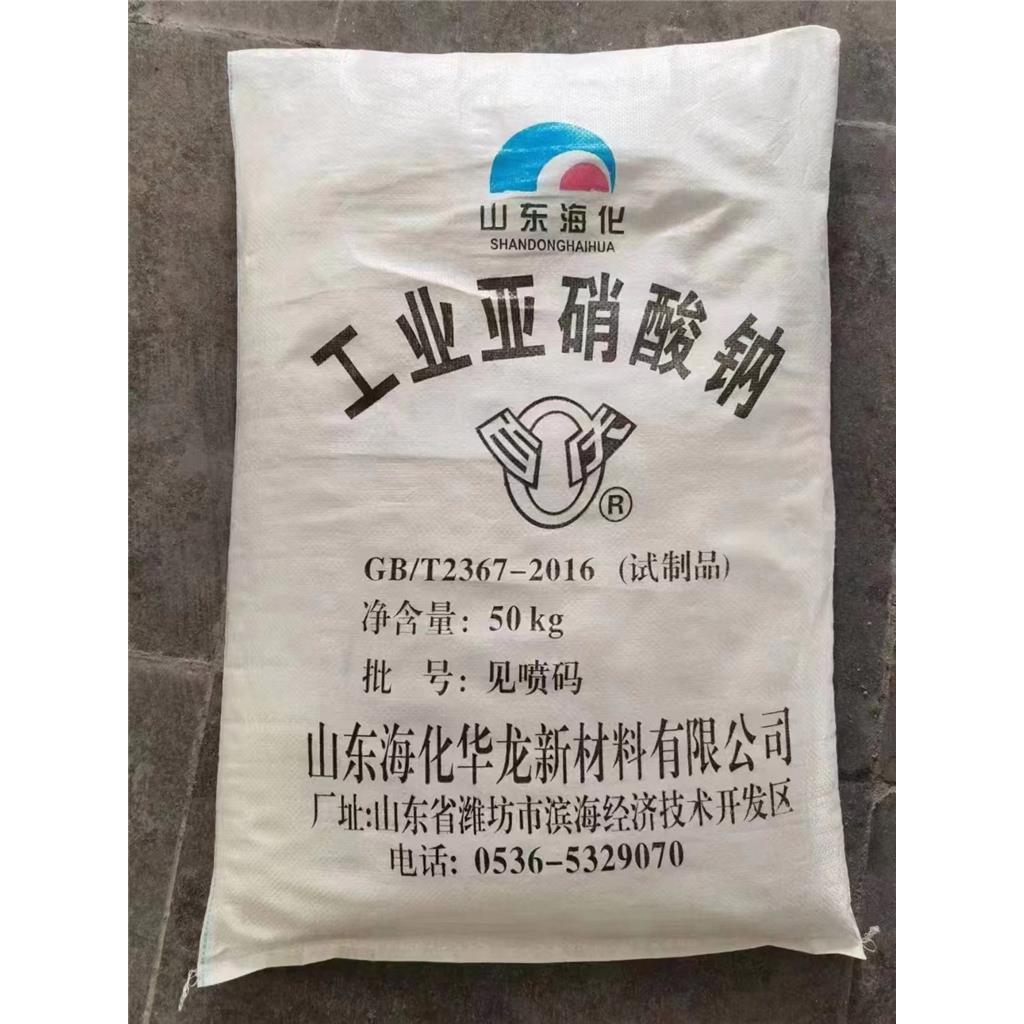 山东海化
SHANDONGHAIHUA
工业亚硝酸钠
®
GB/T2367-2016 (试制品)
净含量: 50kg
批 号: 见喷码
山东海化华龙新材料有限公司
厂址:山东省潍坊市滨海经济技术开发区
电话: 0536-5329070